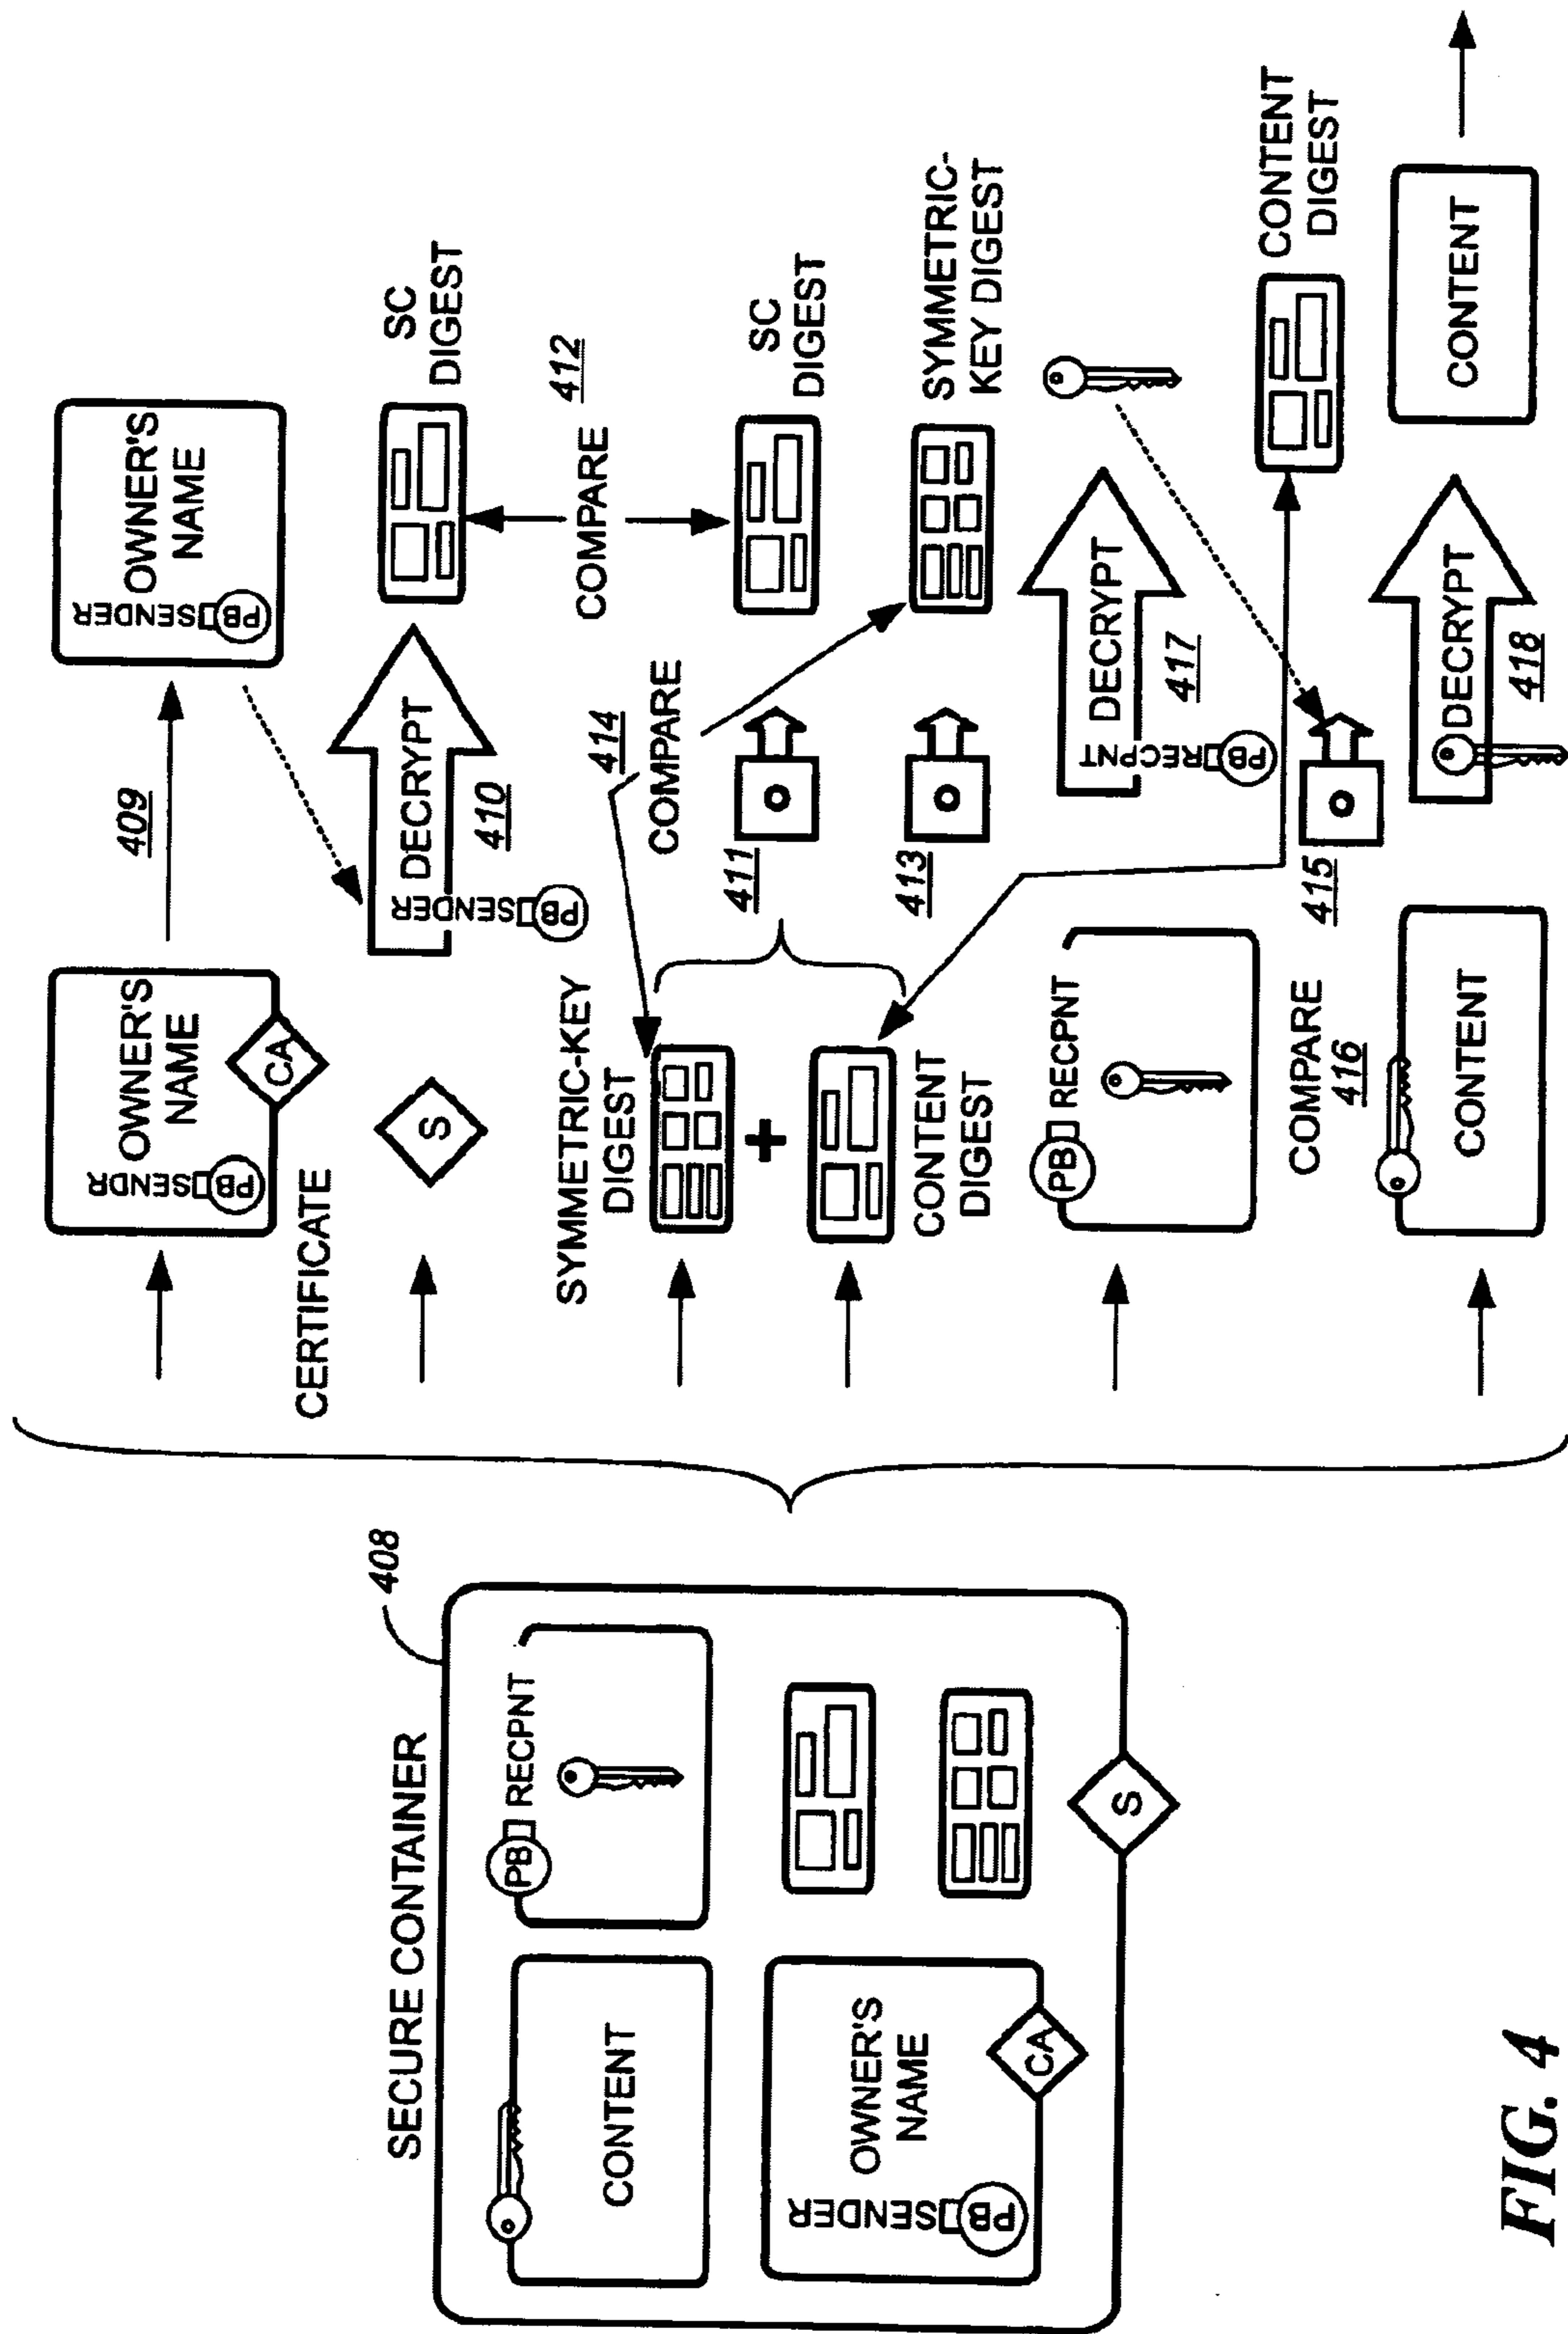 SECURE CONTAINER
408
CONTENT
PB RECPNT
PB SENDER
OWNER'S
NAME
CA
S
PB SENDR
OWNER'S
NAME
CA
CERTIFICATE
409
PB SENDER
OWNER'S
NAME
S
PB SENDER
DECRYPT
410
SC
DIGEST
COMPARE
412
SYMMETRIC-KEY
DIGEST
+
CONTENT
DIGEST
414
COMPARE
411
SC
DIGEST
413
SYMMETRIC-
KEY DIGEST
PB RECPNT
PB RECPNT
DECRYPT
417
COMPARE
416
415
CONTENT
DIGEST
CONTENT
DECRYPT
418
CONTENT
FIG. 4